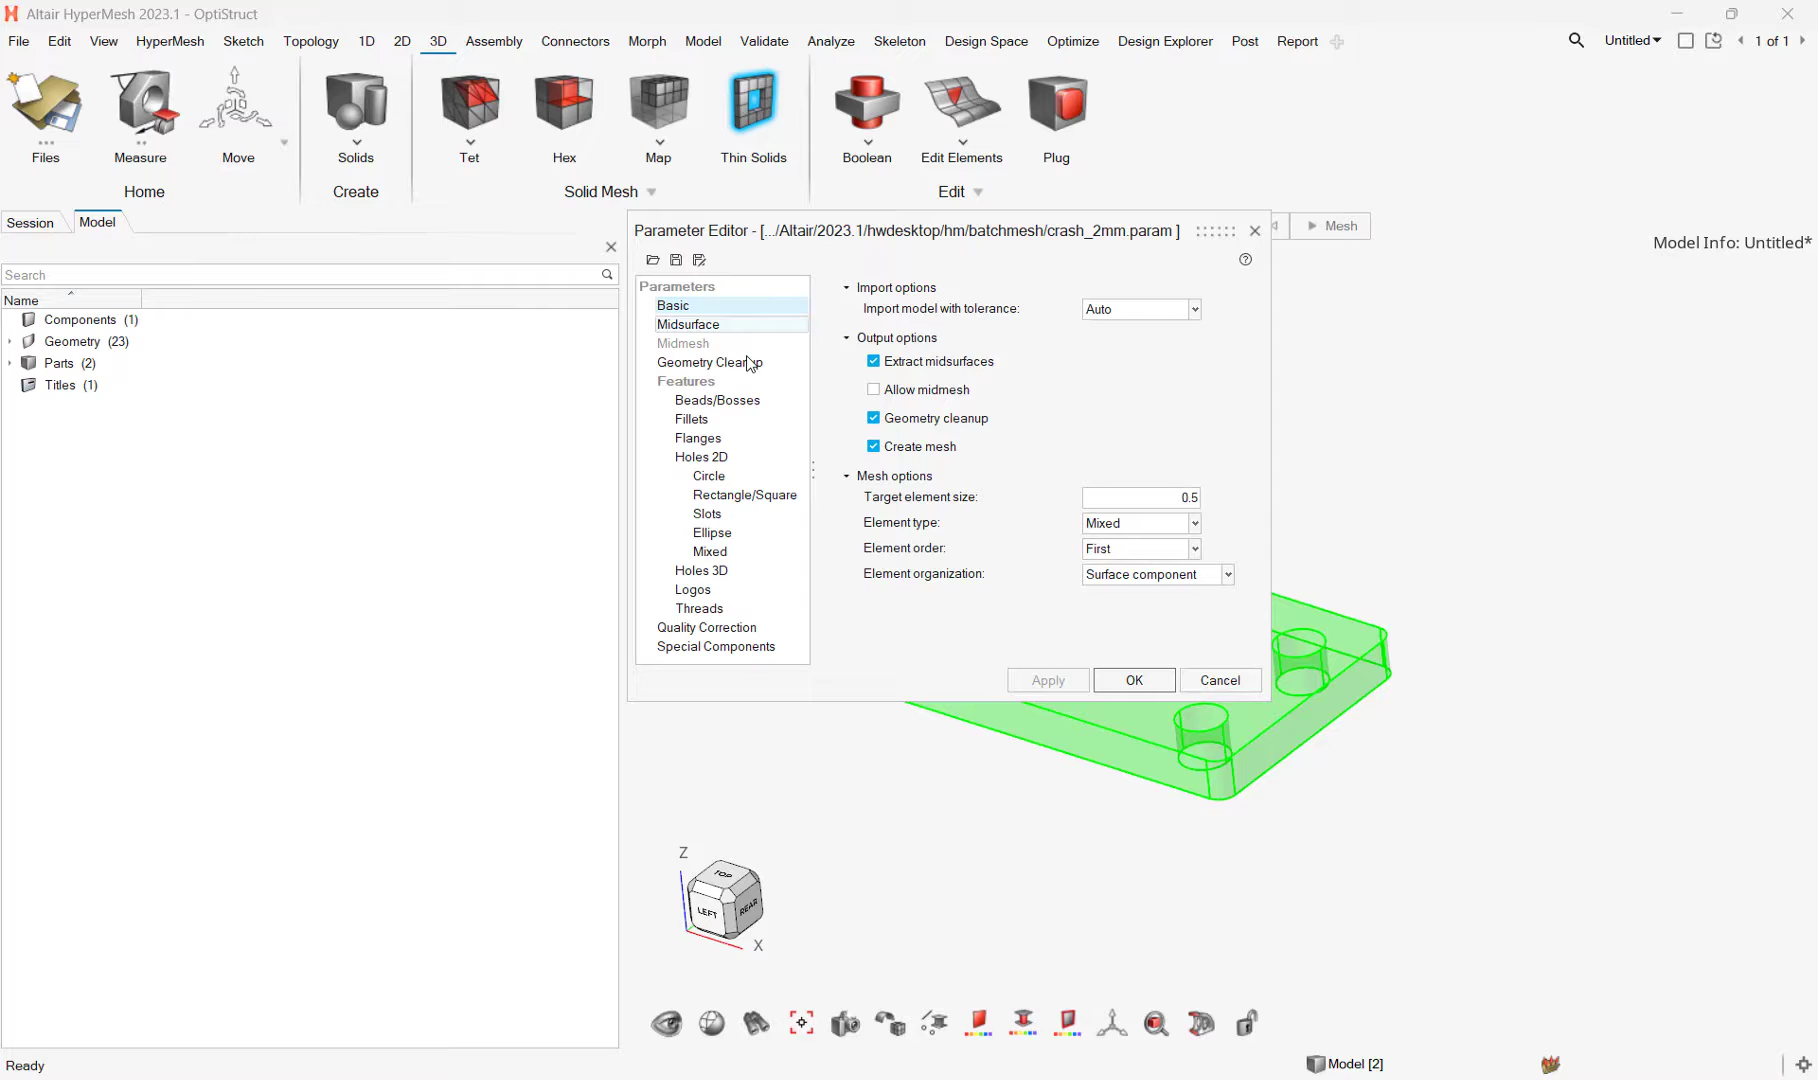 Altair HyperMesh 2023.1 - OptiStruct
File Edit View HyperMesh Sketch Topology 1D 2D 3D Assembly Connectors Morph Model Validate Analyze Skeleton Design Space Optimize Design Explorer Post Report Untitled 1 of 1
Files Measure Move Solids Tet Hex Map Thin Solids Boolean Edit Elements Plug
Home Create Solid Mesh Edit
Session Model
Search
Name
Components (1)
Geometry (23)
Parts (2)
Titles (1)
Parameter Editor - [.../Altair/2023.1/hwdesktop/hm/batchmesh/crash_2mm.param ]
Mesh
Model Info: Untitled*
Parameters
Basic
Midsurface
Midmesh
Geometry Cleanup
Features
Beads/Bosses
Fillets
Flanges
Holes 2D
Circle
Rectangle/Square
Slots
Ellipse
Mixed
Holes 3D
Logos
Threads
Quality Correction
Special Components
Import options
Import model with tolerance: Auto
Output options
Extract midsurfaces
Allow midmesh
Geometry cleanup
Create mesh
Mesh options
Target element size: 0.5
Element type: Mixed
Element order: First
Element organization: Surface component
Apply OK Cancel
Z
TOP
LEFT REAR
X
Ready
Model [2]